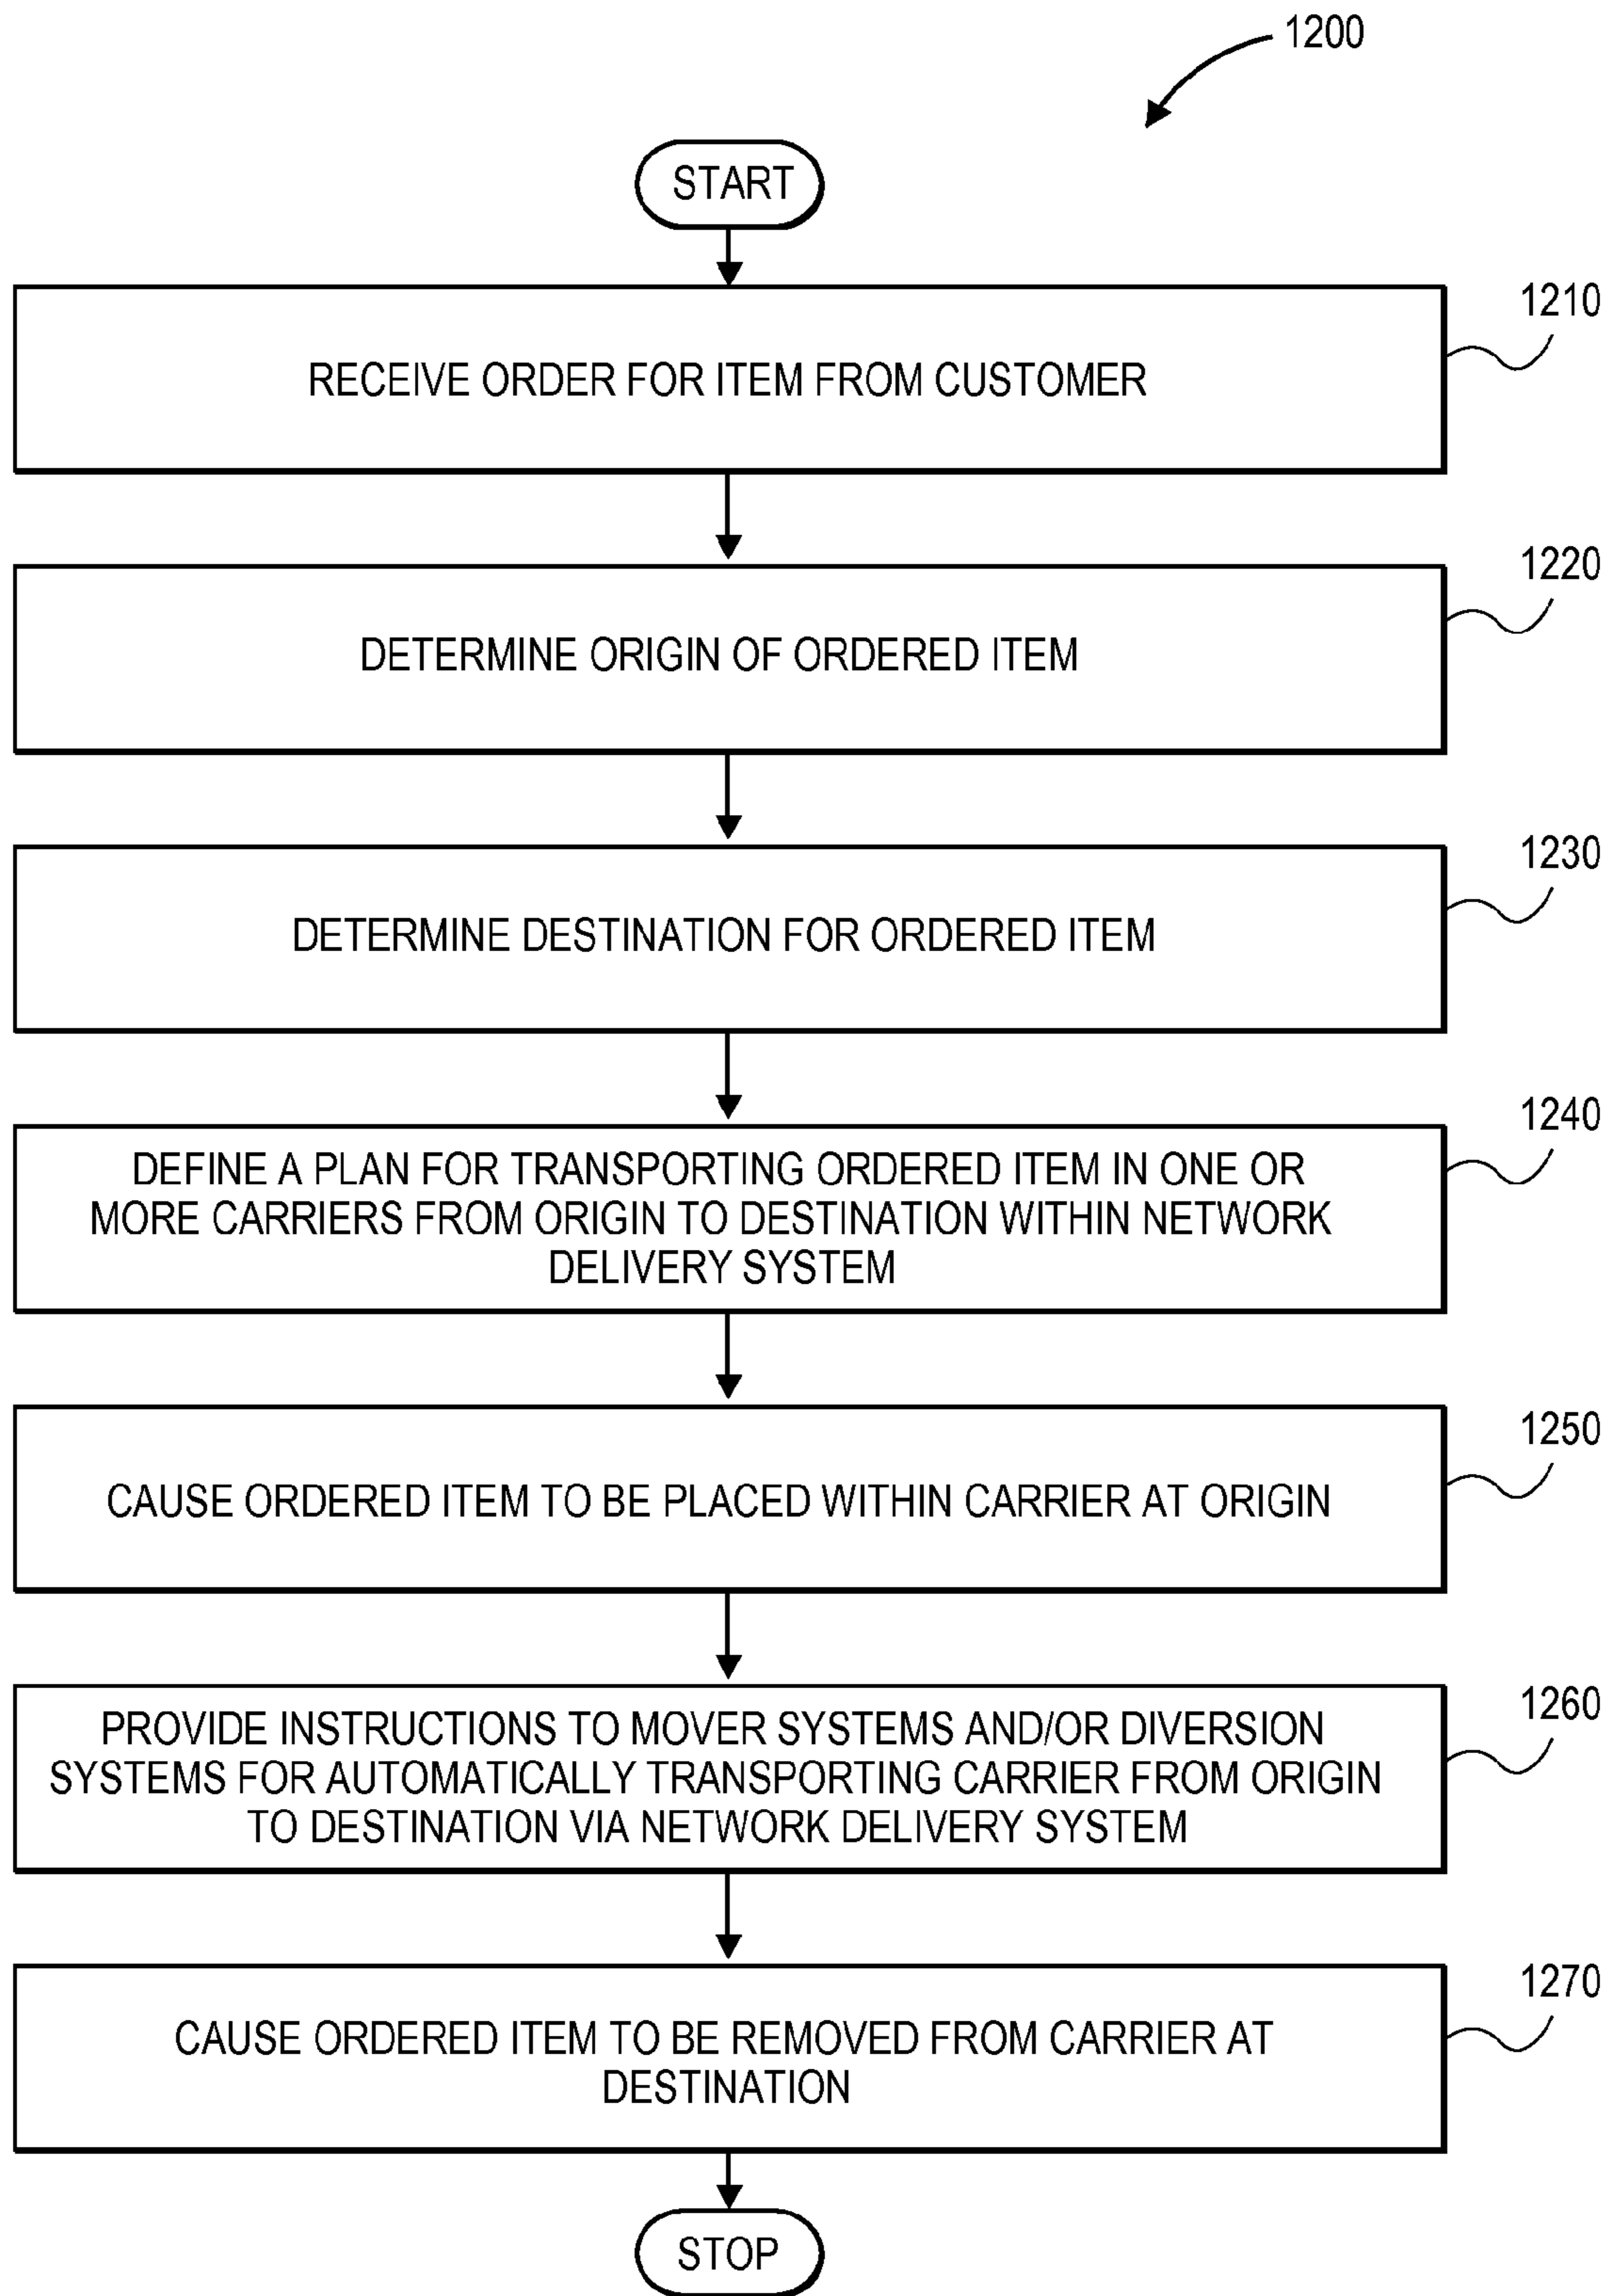 1200
START
1210
RECEIVE ORDER FOR ITEM FROM CUSTOMER
1220
DETERMINE ORIGIN OF ORDERED ITEM
1230
DETERMINE DESTINATION FOR ORDERED ITEM
1240
DEFINE A PLAN FOR TRANSPORTING ORDERED ITEM IN ONE OR
MORE CARRIERS FROM ORIGIN TO DESTINATION WITHIN NETWORK
DELIVERY SYSTEM
1250
CAUSE ORDERED ITEM TO BE PLACED WITHIN CARRIER AT ORIGIN
1260
PROVIDE INSTRUCTIONS TO MOVER SYSTEMS AND/OR DIVERSION
SYSTEMS FOR AUTOMATICALLY TRANSPORTING CARRIER FROM ORIGIN
TO DESTINATION VIA NETWORK DELIVERY SYSTEM
1270
CAUSE ORDERED ITEM TO BE REMOVED FROM CARRIER AT
DESTINATION
STOP